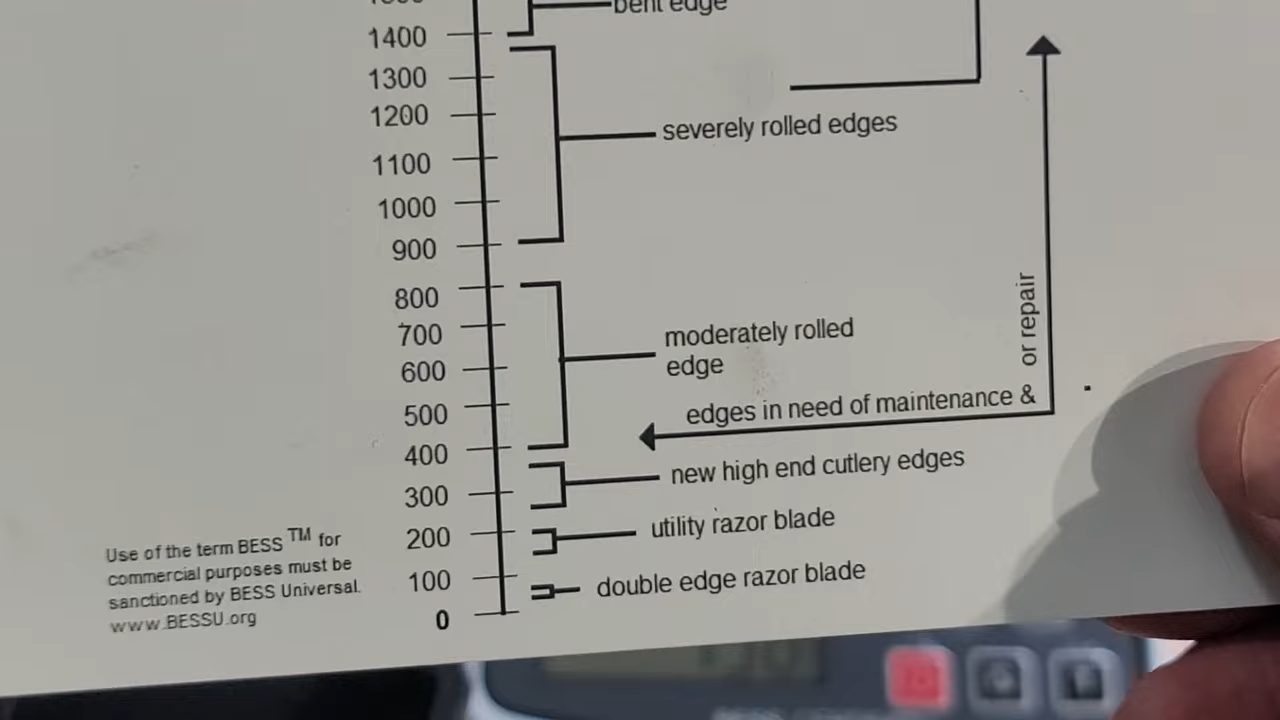 bent edge
1400
1300
1200
severely rolled edges
1100
1000
900
800
700
moderately rolled
edge
600
or repair
500
edges in need of maintenance &
400
new high end cutlery edges
300
utility razor blade
200
double edge razor blade
100
0
Use of the term BESS TM for
commercial purposes must be
sanctioned by BESS Universal.
www.BESSU.org
BESS